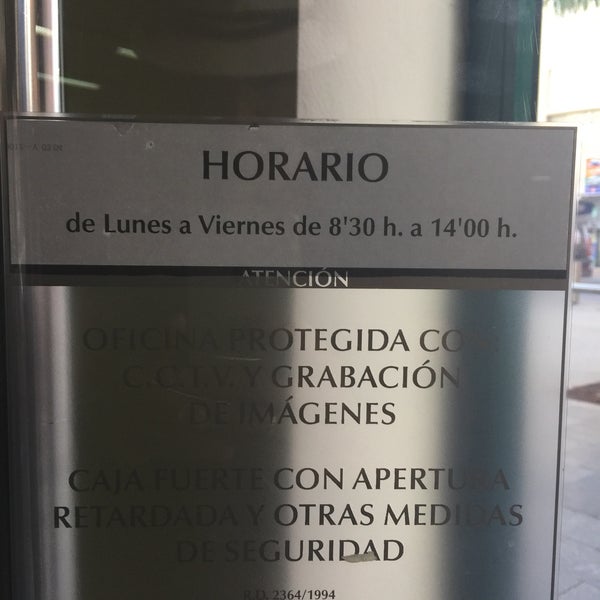 HORARIO
de Lunes a Viernes de 8'30 h. a 14'00 h.
ATENCIÓN
OFICINA PROTEGIDA CON:
C.C.T.V. Y GRABACIÓN
DE IMÁGENES
CAJA FUERTE CON APERTURA
RETARDADA Y OTRAS MEDIDAS
DE SEGURIDAD
R.D. 2364/1994